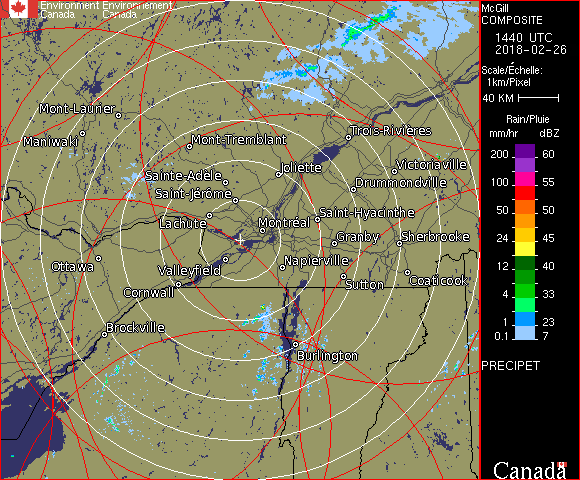 Environment Environnement
Canada Canada
McGill
COMPOSITE
1440 UTC
2018-02-26
Scale/Échelle:
1km/Pixel
40 KM
Rain/Pluie
mm/hr dBZ
200 60
55
100 55
50 50
24 45
12 40
4 33
1 23
0.1 7
PRECIPET
Canada
Mont-Laurier
Maniwaki
Mont-Tremblant
Trois-Rivières
Sainte-Adèle
Joliette
Victoriaville
Saint-Jérôme
Drummondville
Lachute
Montréal
Saint-Hyacinthe
Granby
Sherbrooke
Ottawa
Valleyfield
Napierville
Cornwall
Sutton
Coaticook
Brockville
Burlington